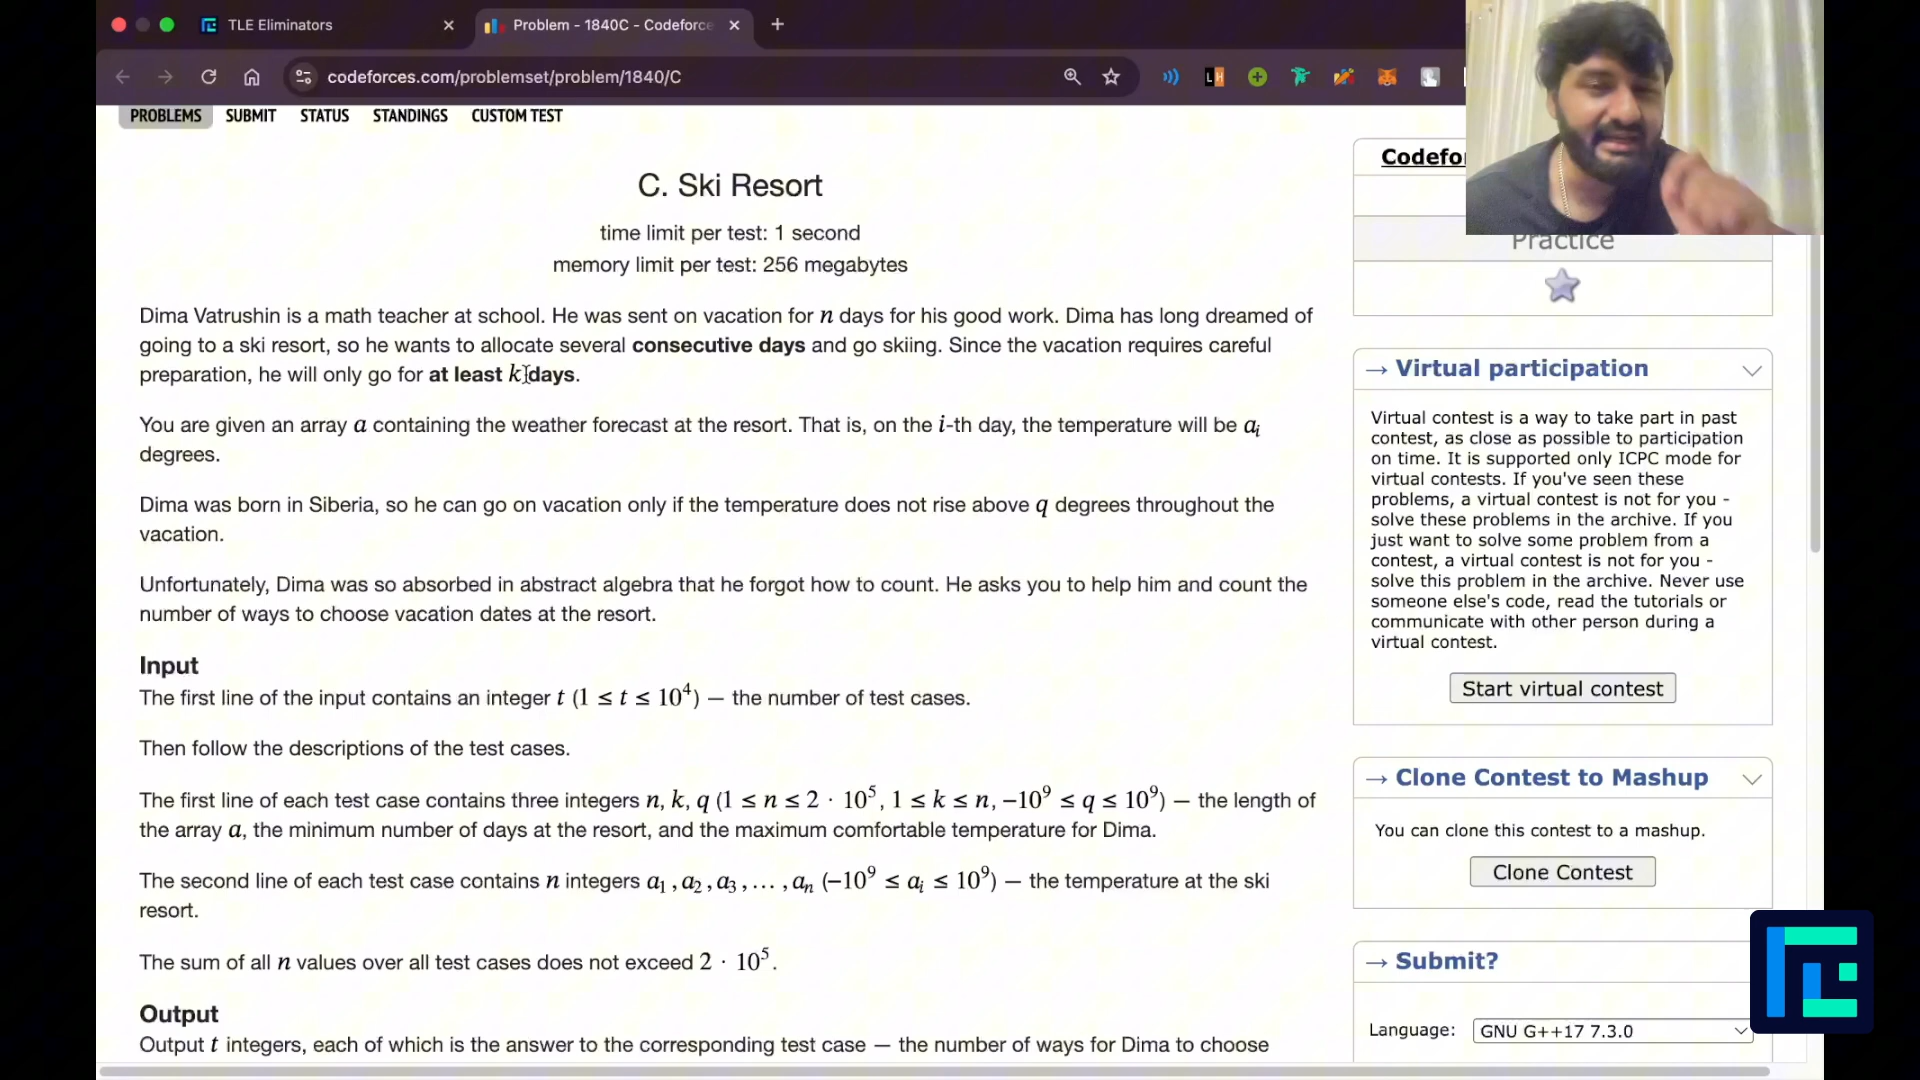 TLE Eliminators
Problem - 1840C - Codeforce
codeforces.com/problemset/problem/1840/C
PROBLEMS SUBMIT STATUS STANDINGS CUSTOM TEST
C. Ski Resort
time limit per test: 1 second
memory limit per test: 256 megabytes
Dima Vatrushin is a math teacher at school. He was sent on vacation for n days for his good work. Dima has long dreamed of
going to a ski resort, so he wants to allocate several consecutive days and go skiing. Since the vacation requires careful
preparation, he will only go for at least k days.
You are given an array a containing the weather forecast at the resort. That is, on the i-th day, the temperature will be aᵢ
degrees.
Dima was born in Siberia, so he can go on vacation only if the temperature does not rise above q degrees throughout the
vacation.
Unfortunately, Dima was so absorbed in abstract algebra that he forgot how to count. He asks you to help him and count the
number of ways to choose vacation dates at the resort.
Input
The first line of the input contains an integer t (1 ≤ t ≤ 10⁴) — the number of test cases.
Then follow the descriptions of the test cases.
The first line of each test case contains three integers n, k, q (1 ≤ n ≤ 2 · 10⁵, 1 ≤ k ≤ n, −10⁹ ≤ q ≤ 10⁹) — the length of
the array a, the minimum number of days at the resort, and the maximum comfortable temperature for Dima.
The second line of each test case contains n integers a₁, a₂, a₃, … , aₙ (−10⁹ ≤ aᵢ ≤ 10⁹) — the temperature at the ski
resort.
The sum of all n values over all test cases does not exceed 2 · 10⁵.
Output
Output t integers, each of which is the answer to the corresponding test case — the number of ways for Dima to choose
Codefo
Practice
→ Virtual participation
Virtual contest is a way to take part in past
contest, as close as possible to participation
on time. It is supported only ICPC mode for
virtual contests. If you've seen these
problems, a virtual contest is not for you -
solve these problems in the archive. If you
just want to solve some problem from a
contest, a virtual contest is not for you -
solve this problem in the archive. Never use
someone else's code, read the tutorials or
communicate with other person during a
virtual contest.
Start virtual contest
→ Clone Contest to Mashup
You can clone this contest to a mashup.
Clone Contest
→ Submit?
Language: GNU G++17 7.3.0